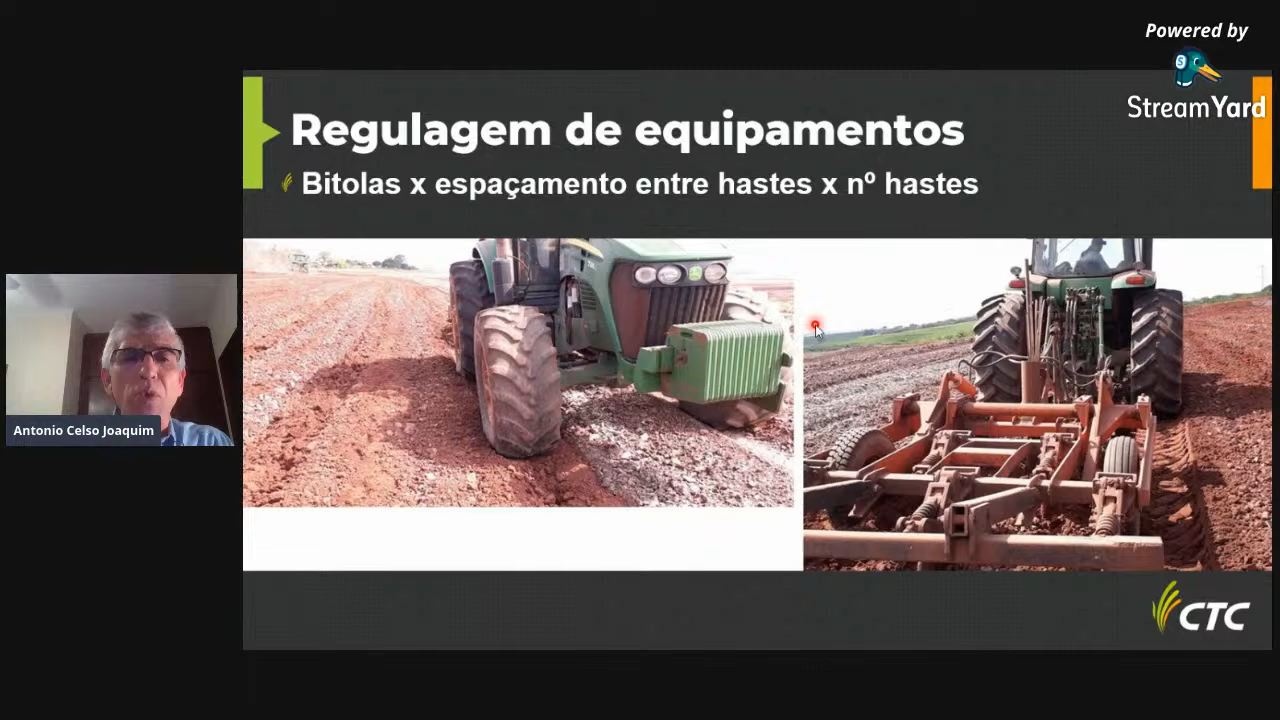 Powered by
StreamYard
Regulagem de equipamentos
Bitolas x espaçamento entre hastes x nº hastes
Antonio Celso Joaquim
CTC